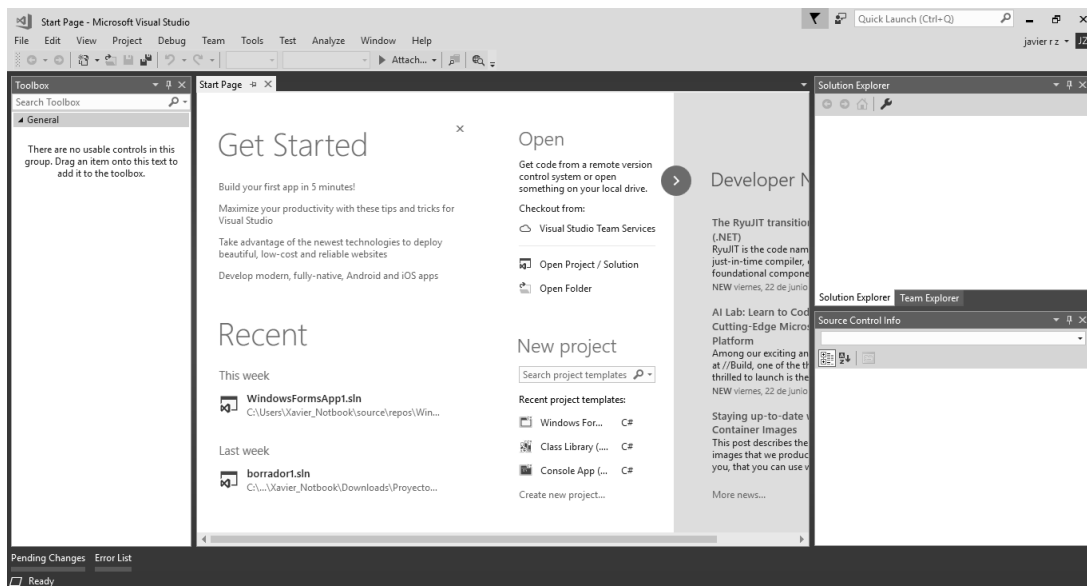 Start Page - Microsoft Visual Studio
Quick Launch (Ctrl+Q)
File Edit View Project Debug Team Tools Test Analyze Window Help
javier r z
JZ
Attach...
Toolbox
Search Toolbox
General
There are no usable controls in this
group. Drag an item onto this text to
add it to the toolbox.
Start Page
Get Started
Build your first app in 5 minutes!
Maximize your productivity with these tips and tricks for
Visual Studio
Take advantage of the newest technologies to deploy
beautiful, low-cost and reliable websites
Develop modern, fully-native, Android and iOS apps
Recent
This week
WindowsFormsApp1.sln
C:\Users\Xavier_Notbook\source\repos\Win...
Last week
borrador1.sln
C:\...\Xavier_Notbook\Downloads\Proyecto...
Open
Get code from a remote version
control system or open
something on your local drive.
Checkout from:
Visual Studio Team Services
Open Project / Solution
Open Folder
New project
Search project templates
Recent project templates:
Windows For... C#
Class Library (.... C#
Console App (... C#
Create new project...
Developer N
The RyuJIT transition
(.NET)
RyuJIT is the code nam
just-in-time compiler,
foundational compone
NEW viernes, 22 de junio
AI Lab: Learn to Cod
Cutting-Edge Micros
Platform
Among our exciting an
at //Build, one of the th
thrilled to launch is the
NEW viernes, 22 de junio
Staying up-to-date
Container Images
This post describes the
images that we produc
you, that you can use
More news...
Solution Explorer
Solution Explorer Team Explorer
Source Control Info
Pending Changes Error List
Ready